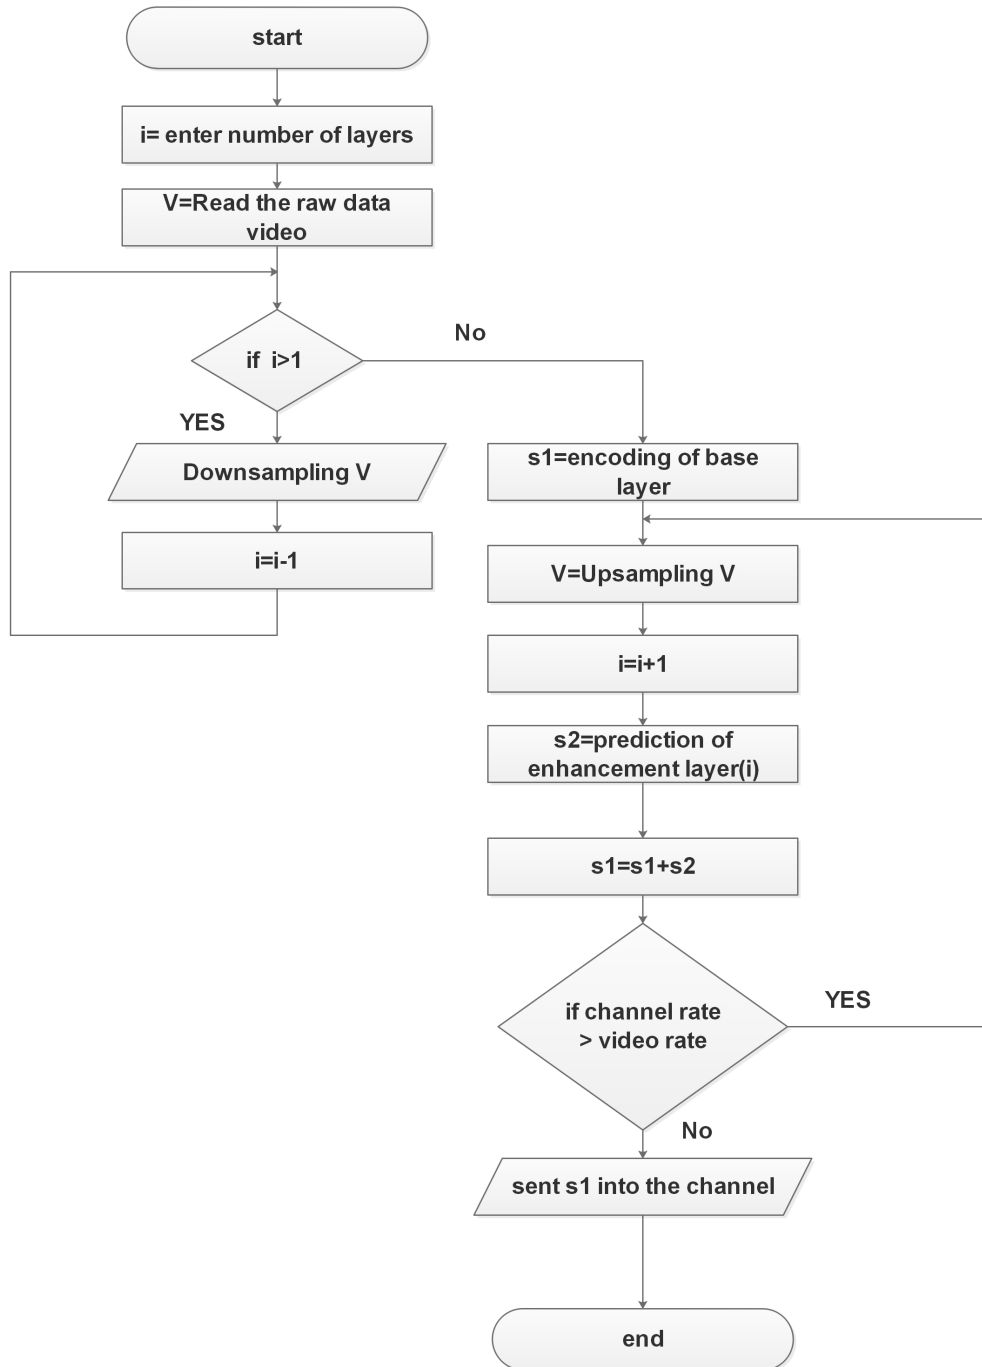 start
i= enter number of layers
V=Read the raw data
video
if i>1
No
YES
Downsampling V
i=i-1
s1=encoding of base
layer
V=Upsampling V
i=i+1
s2=prediction of
enhancement layer(i)
s1=s1+s2
if channel rate
> video rate
YES
No
sent s1 into the channel
end